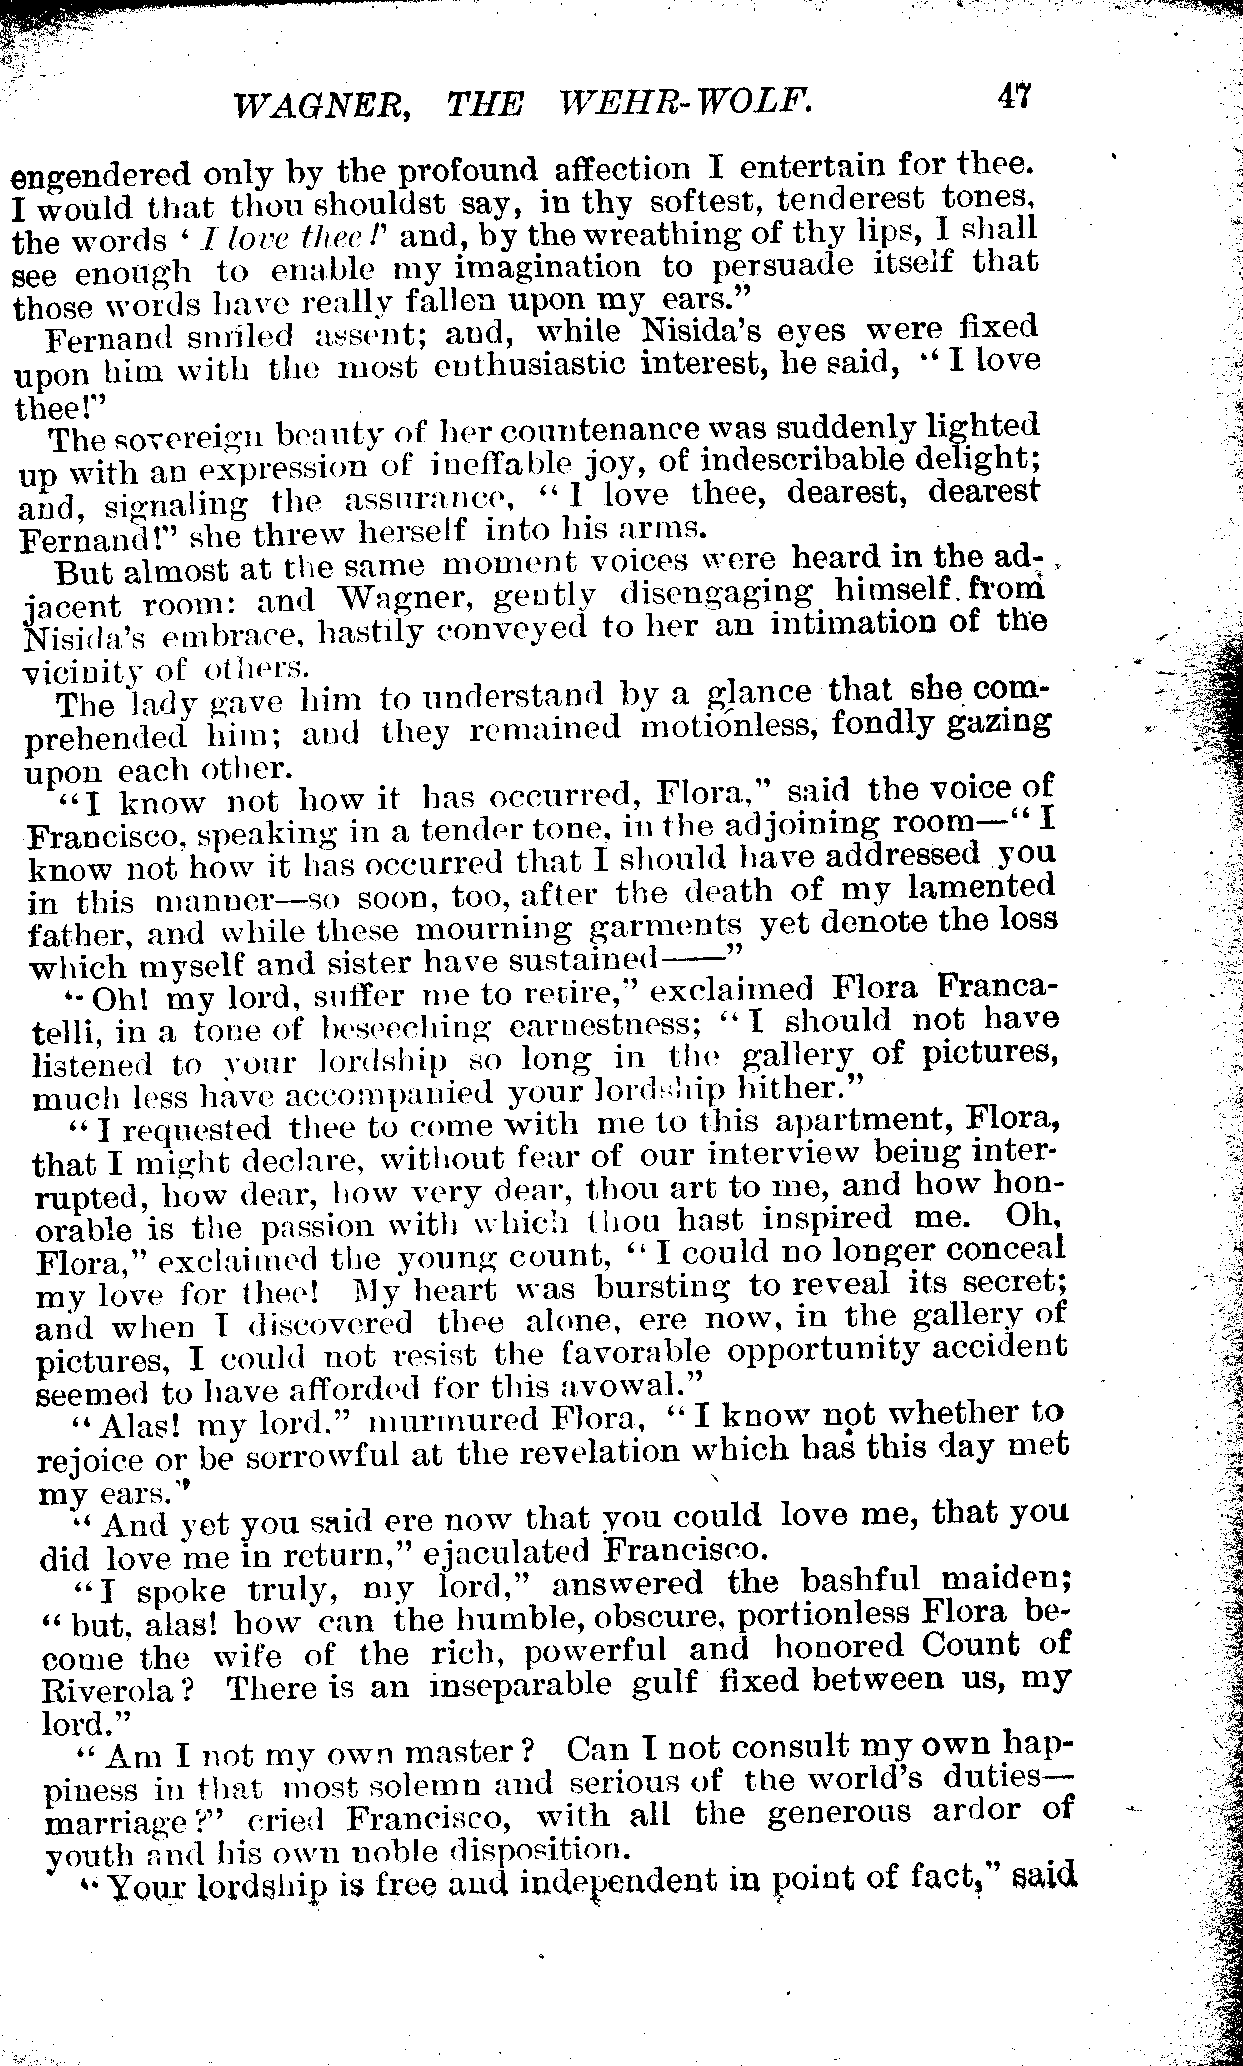 WAGNER, THE WEHR-WOLF. 47
engendered only by the profound affection I entertain for thee.
I would that thou shouldst say, in thy softest, tenderest tones,
the words ‘ I love thee!’ and, by the wreathing of thy lips, I shall
see enough to enable my imagination to persuade itself that
those words have really fallen upon my ears.”
Fernand smiled assent; and, while Nisida’s eyes were fixed
upon him with the most enthusiastic interest, he said, “ I love
thee!”
The sovereign beauty of her countenance was suddenly lighted
up with an expression of ineffable joy, of indescribable delight;
and, signaling the assurance, “ I love thee, dearest, dearest
Fernand!” she threw herself into his arms.
But almost at the same moment voices were heard in the ad-
jacent room: and Wagner, gently disengaging himself from
Nisida’s embrace, hastily conveyed to her an intimation of the
vicinity of others.
The lady gave him to understand by a glance that she com-
prehended him; and they remained motionless, fondly gazing
upon each other.
“I know not how it has occurred, Flora,” said the voice of
Francisco, speaking in a tender tone, in the adjoining room—“ I
know not how it has occurred that I should have addressed you
in this manner—so soon, too, after the death of my lamented
father, and while these mourning garments yet denote the loss
which myself and sister have sustained——”
“ Oh! my lord, suffer me to retire,” exclaimed Flora Franca-
telli, in a tone of beseeching earnestness; “ I should not have
listened to your lordship so long in the gallery of pictures,
much less have accompanied your lordship hither.”
“ I requested thee to come with me to this apartment, Flora,
that I might declare, without fear of our interview being inter-
rupted, how dear, how very dear, thou art to me, and how hon-
orable is the passion with which thou hast inspired me. Oh,
Flora,” exclaimed the young count, “ I could no longer conceal
my love for thee! My heart was bursting to reveal its secret;
and when I discovered thee alone, ere now, in the gallery of
pictures, I could not resist the favorable opportunity accident
seemed to have afforded for this avowal.”
“ Alas! my lord.” murmured Flora, “ I know not whether to
rejoice or be sorrowful at the revelation which has this day met
my ears.”
“ And yet you said ere now that you could love me, that you
did love me in return,” ejaculated Francisco.
“I spoke truly, my lord,” answered the bashful maiden;
“ but, alas! how can the humble, obscure, portionless Flora be-
come the wife of the rich, powerful and honored Count of
Riverola? There is an inseparable gulf fixed between us, my
lord.”
“ Am I not my own master? Can I not consult my own hap-
piness in that most solemn and serious of the world’s duties—
marriage?” cried Francisco, with all the generous ardor of
youth and his own noble disposition.
“ Your lordship is free and independent in point of fact,” said